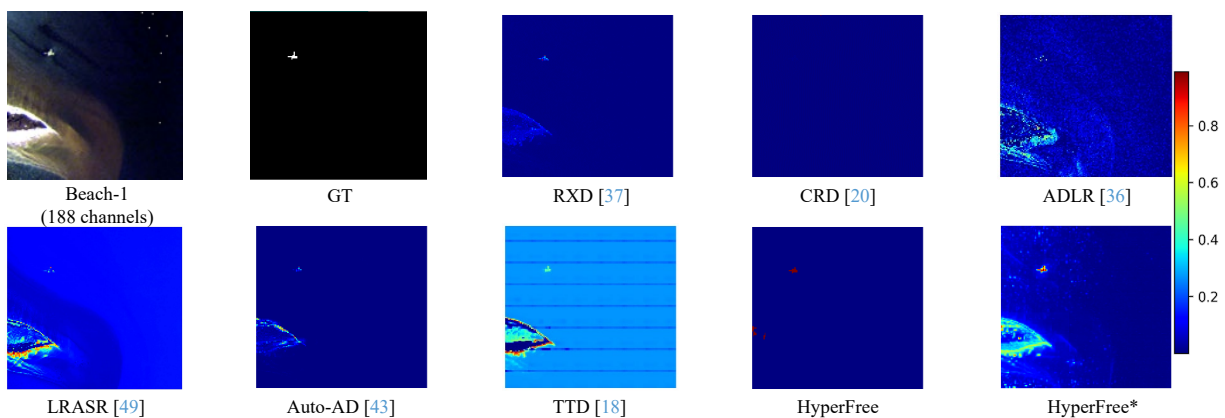 Beach-1
(188 channels)
GT
RXD [37]
CRD [20]
ADLR [36]
0.8
0.6
0.4
0.2
LRASR [49]
Auto-AD [43]
TTD [18]
HyperFree
HyperFree*